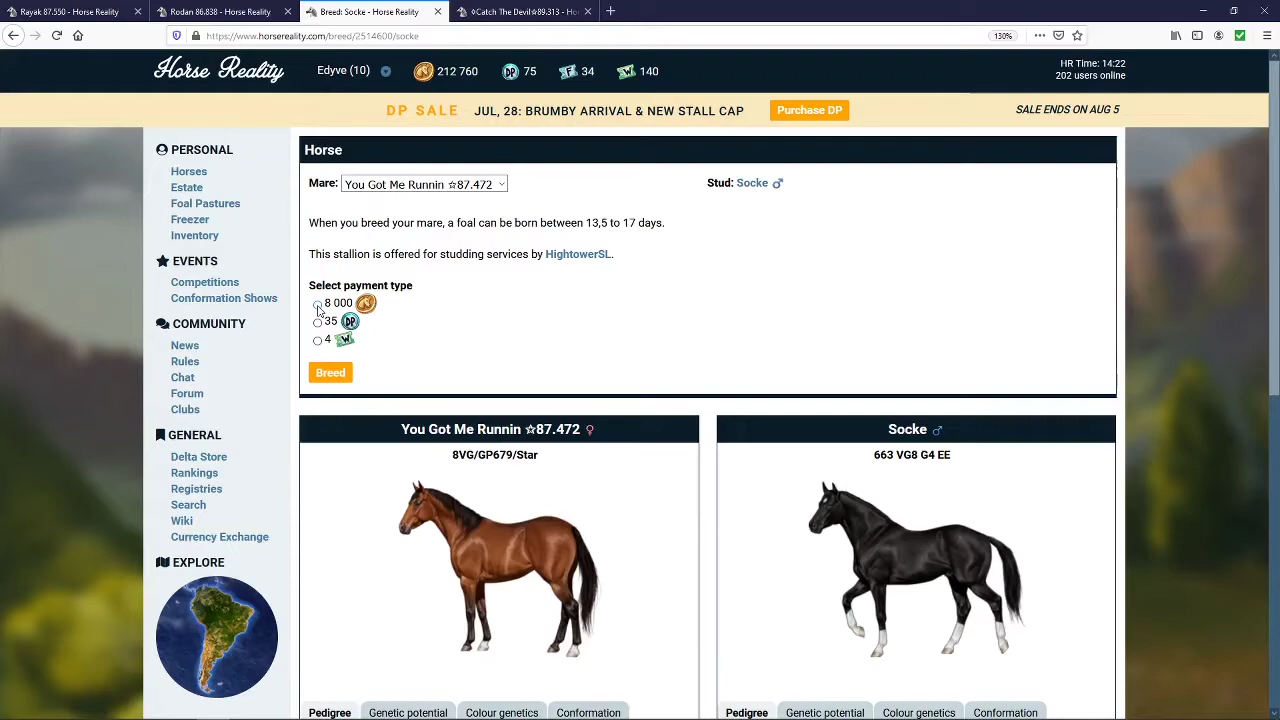 Rayak 87.550 - Horse Reality
Rodan 86.838 - Horse Reality
Breed: Socke - Horse Reality
◊Catch The Devil✩89.313 - Ho
https://www.horsereality.com/breed/2514600/socke
130%
Horse Reality
Edyve (10)
212 760
DP 75
F 34
W 140
HR Time: 14:22
202 users online
DP SALE JUL, 28: BRUMBY ARRIVAL & NEW STALL CAP
Purchase DP
SALE ENDS ON AUG 5
PERSONAL
Horses
Estate
Foal Pastures
Freezer
Inventory
EVENTS
Competitions
Conformation Shows
COMMUNITY
News
Rules
Chat
Forum
Clubs
GENERAL
Delta Store
Rankings
Registries
Search
Wiki
Currency Exchange
EXPLORE
Horse
Mare: You Got Me Runnin ☆87.472
Stud: Socke ♂
When you breed your mare, a foal can be born between 13,5 to 17 days.
This stallion is offered for studding services by HightowerSL.
Select payment type
8 000
35 DP
4 W
Breed
You Got Me Runnin ☆87.472 ♀
8VG/GP679/Star
Pedigree Genetic potential Colour genetics Conformation
Socke ♂
663 VG8 G4 EE
Pedigree Genetic potential Colour genetics Conformation